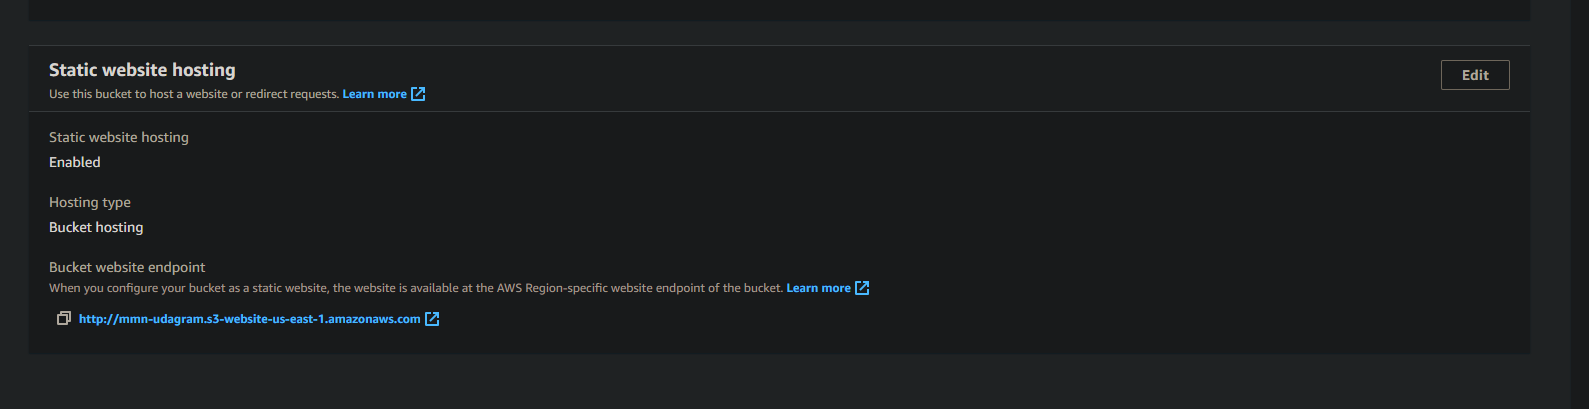 Static website hosting
Edit
Use this bucket to host a website or redirect requests. Learn more
Static website hosting
Enabled
Hosting type
Bucket hosting
Bucket website endpoint
When you configure your bucket as a static website, the website is available at the AWS Region-specific website endpoint of the bucket. Learn more
http://mmn-udagram.s3-website-us-east-1.amazonaws.com